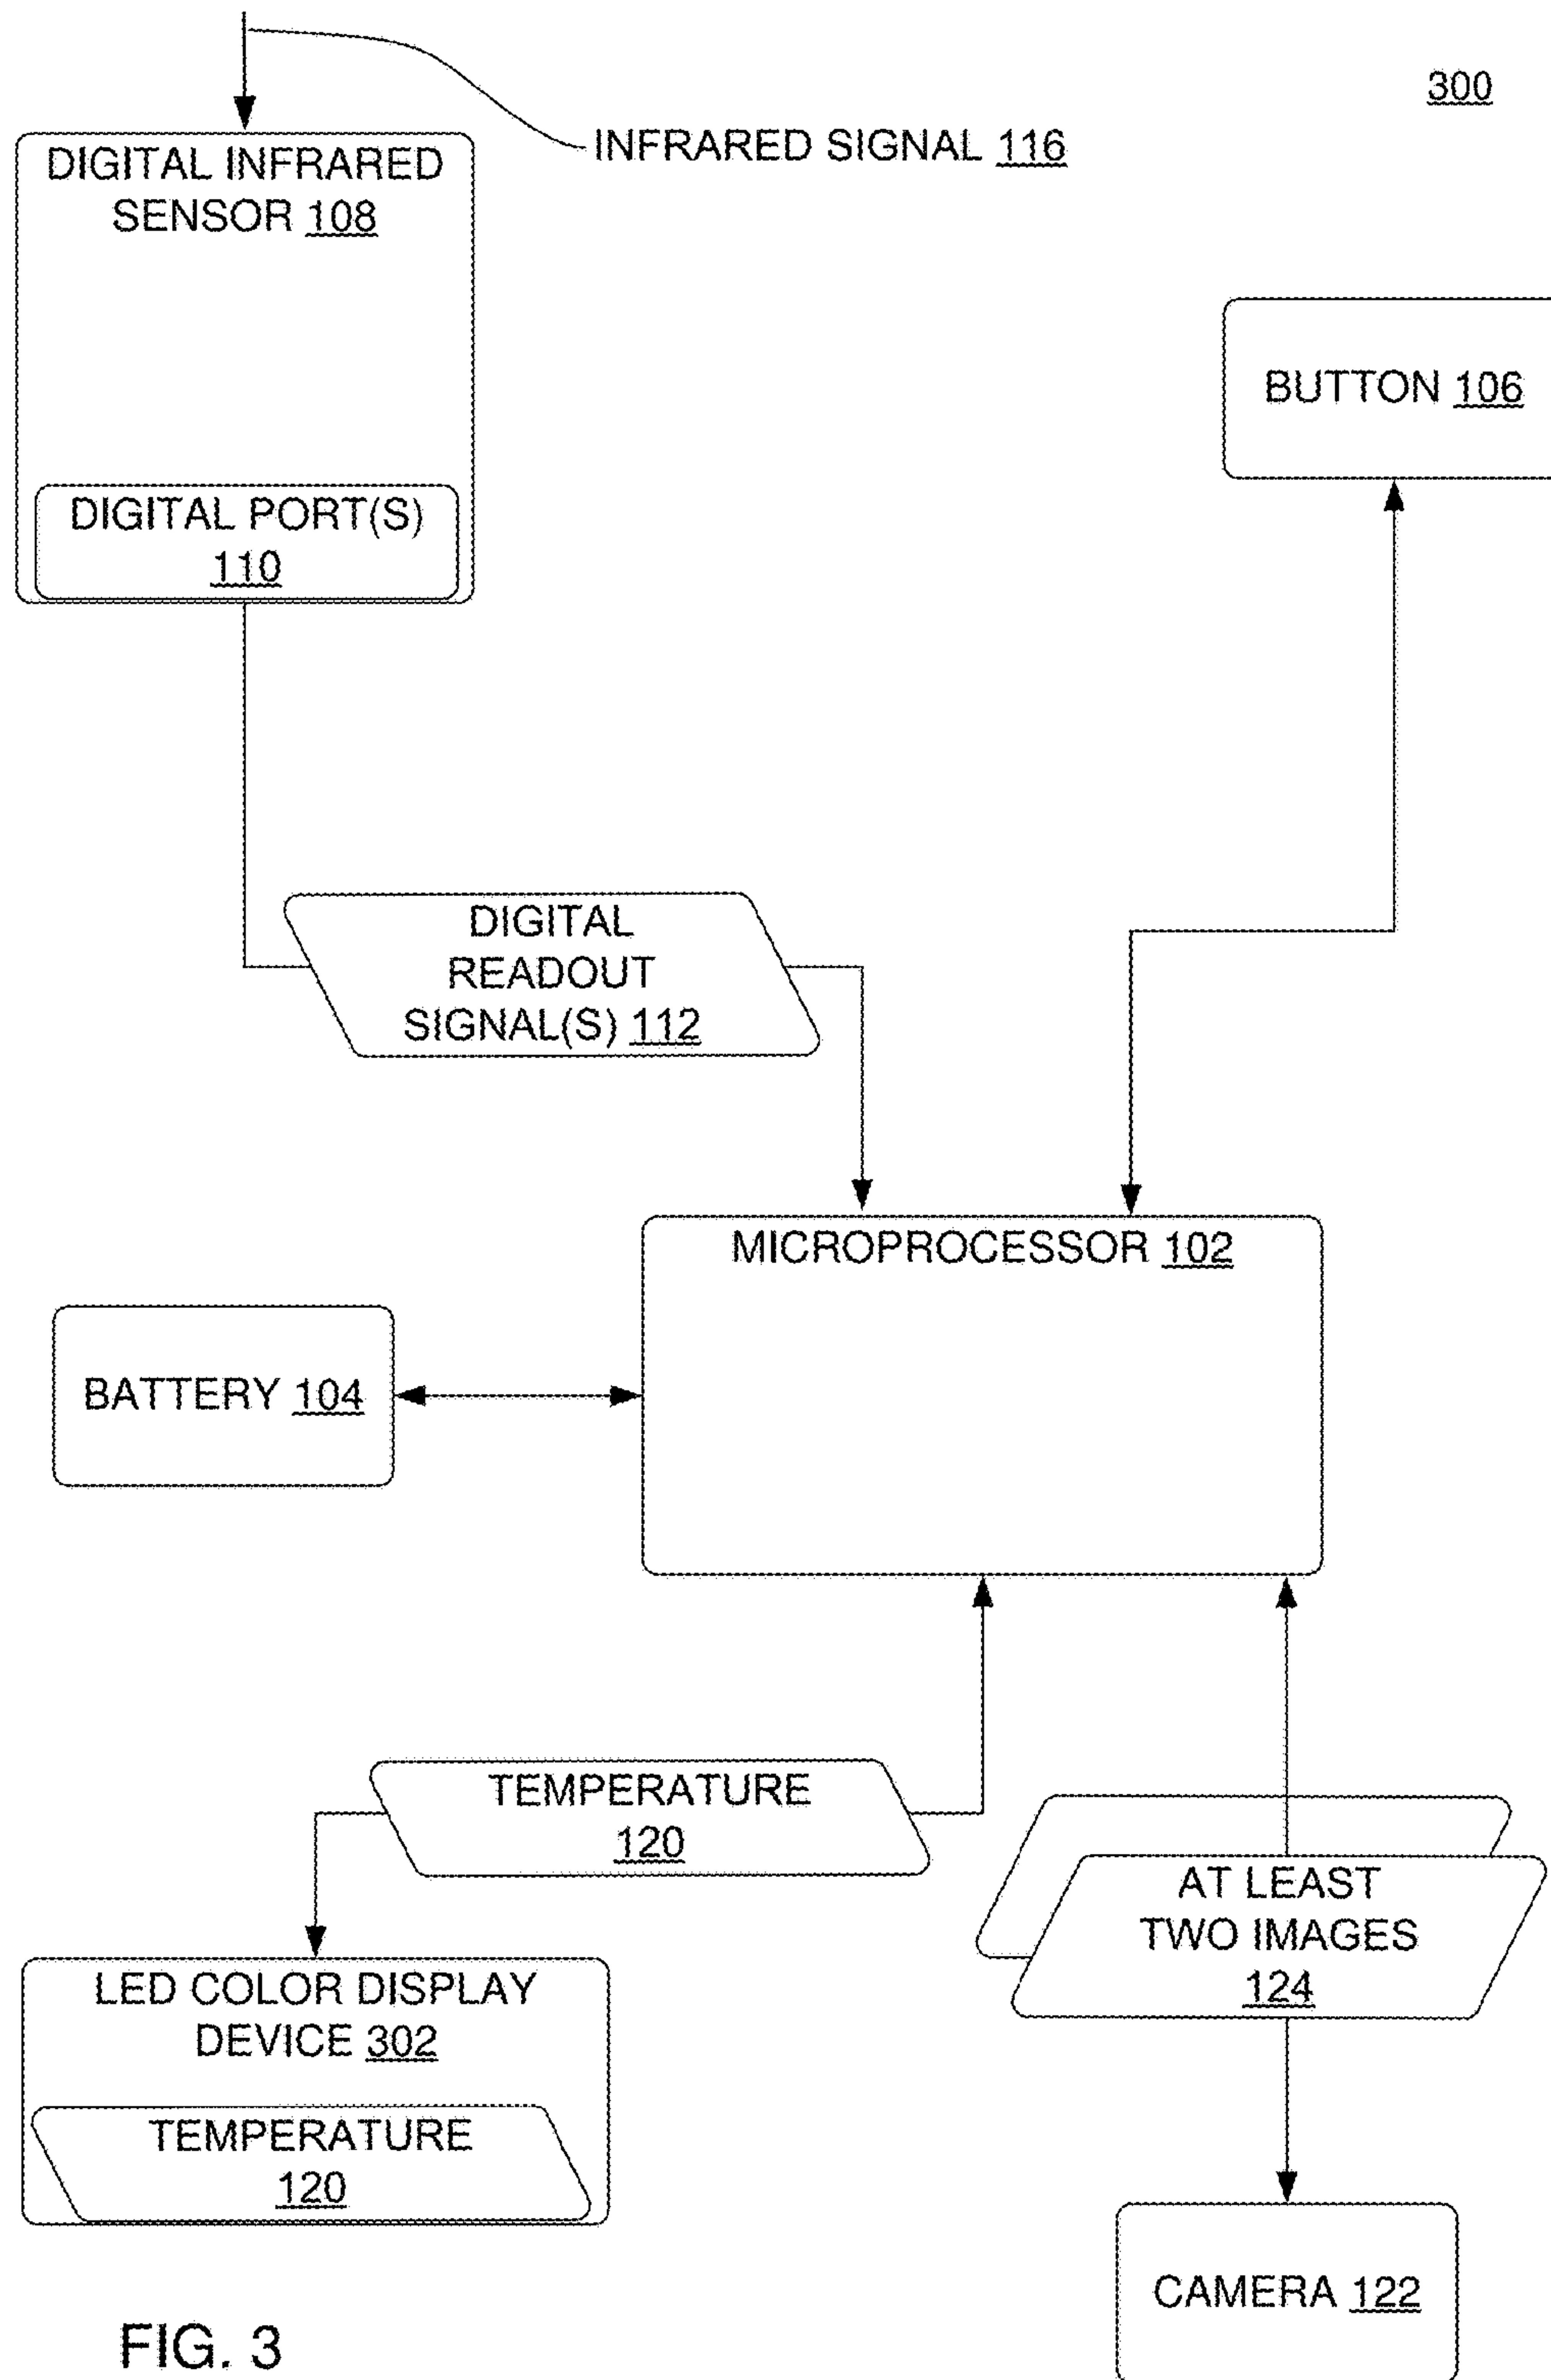 300
INFRARED SIGNAL 116
DIGITAL INFRARED
SENSOR 108
BUTTON 106
DIGITAL PORT(S)
110
DIGITAL
READOUT
SIGNAL(S) 112
MICROPROCESSOR 102
BATTERY 104
TEMPERATURE
120
AT LEAST
TWO IMAGES
124
LED COLOR DISPLAY
DEVICE 302
TEMPERATURE
120
CAMERA 122
FIG. 3